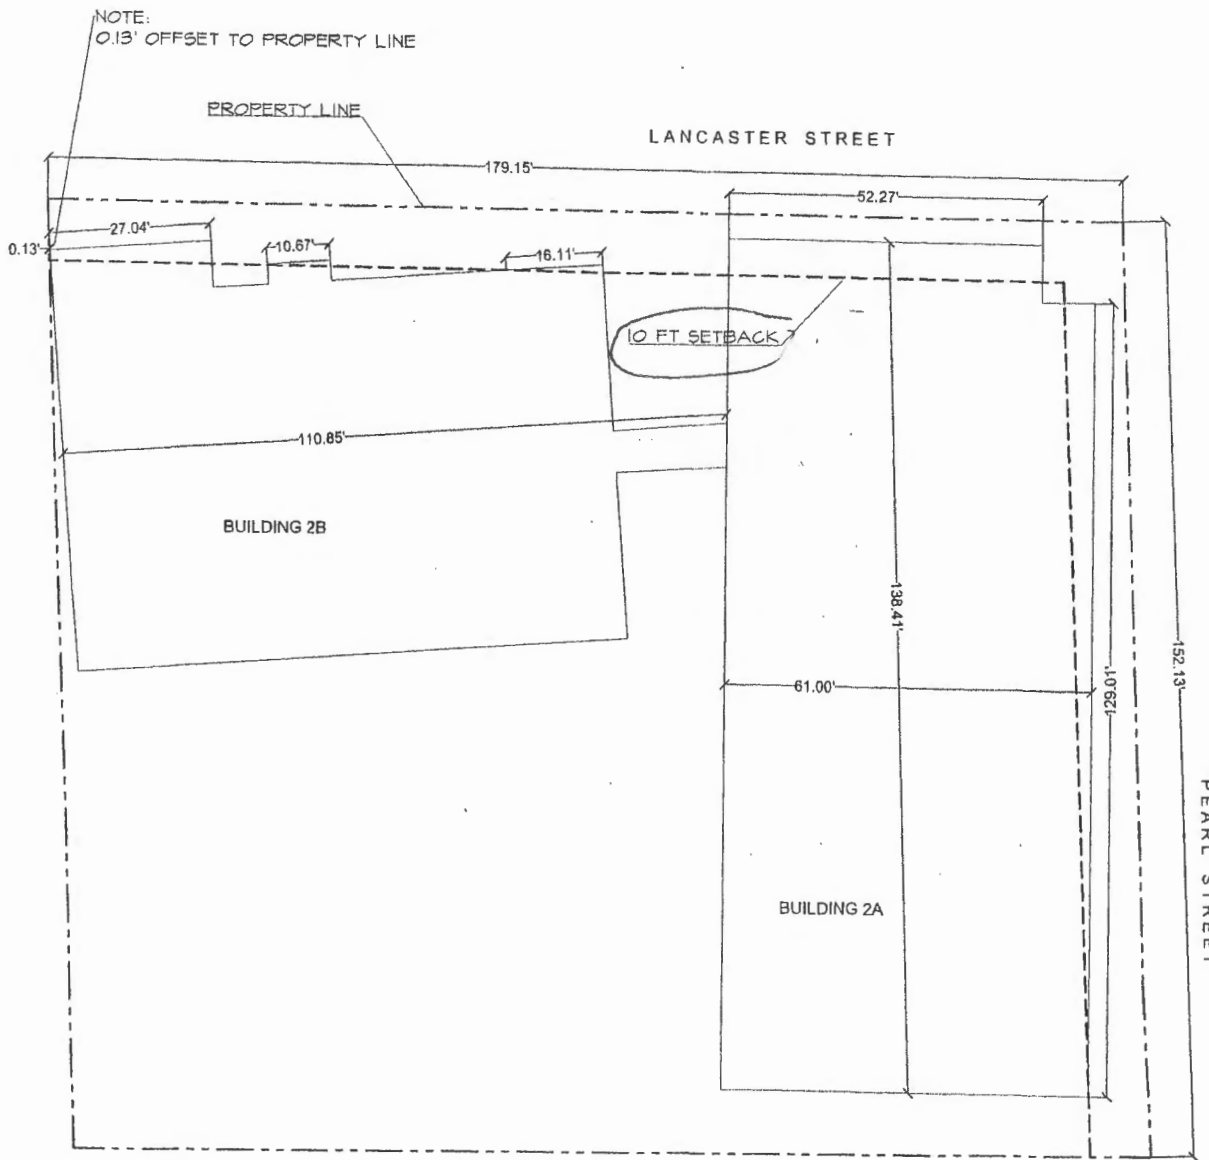 NOTE:
0.13' OFFSET TO PROPERTY LINE
PROPERTY LINE
LANCASTER STREET
179.15'
52.27'
27.04'
0.13'
10.67'
16.11'
10 FT SETBACK
110.85'
BUILDING 2B
138.41'
61.00'
129.01'
152.13'
PEARL STREET
BUILDING 2A